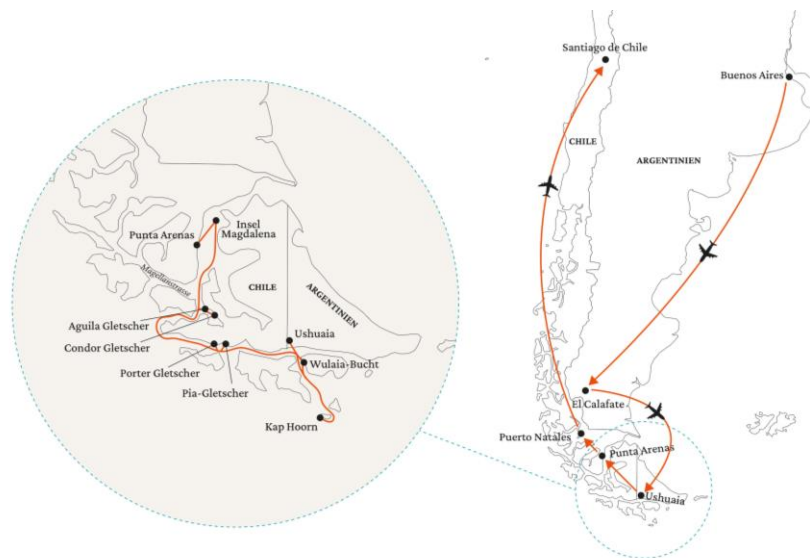 Santiago de Chile
Buenos Aires
CHILE
ARGENTINIEN
El Calafate
Puerto Natales
Punta Arenas
Ushuaia
Insel
Magdalena
Punta Arenas
Magellanstrasse
CHILE
ARGENTINIEN
Aguila Gletscher
Condor Gletscher
Ushuaia
Porter Gletscher
Wulaia-Bucht
Pia-Gletscher
Kap Hoorn